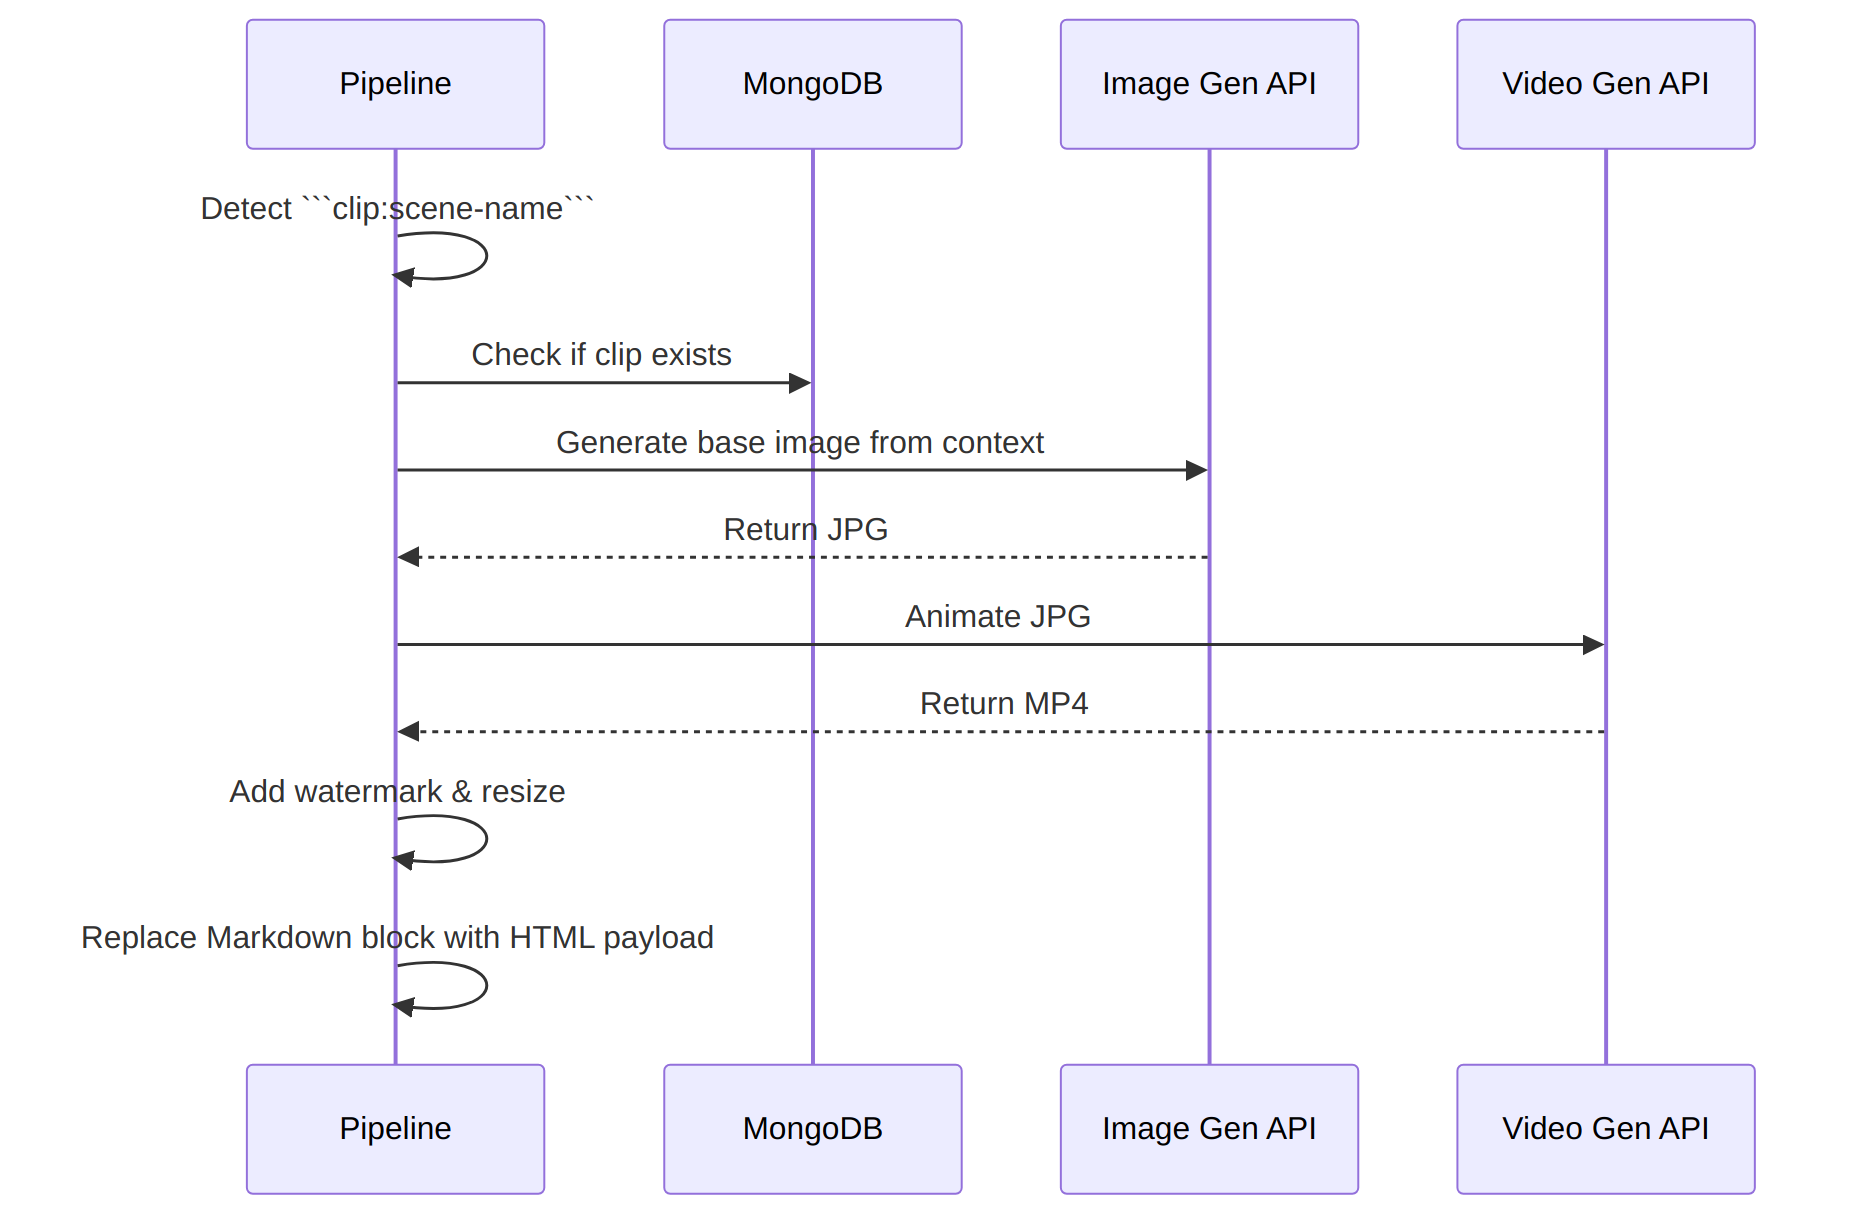 Pipeline
MongoDB
Image Gen API
Video Gen API
Detect ```clip:scene-name```
Check if clip exists
Generate base image from context
Return JPG
Animate JPG
Return MP4
Add watermark & resize
Replace Markdown block with HTML payload
Pipeline
MongoDB
Image Gen API
Video Gen API